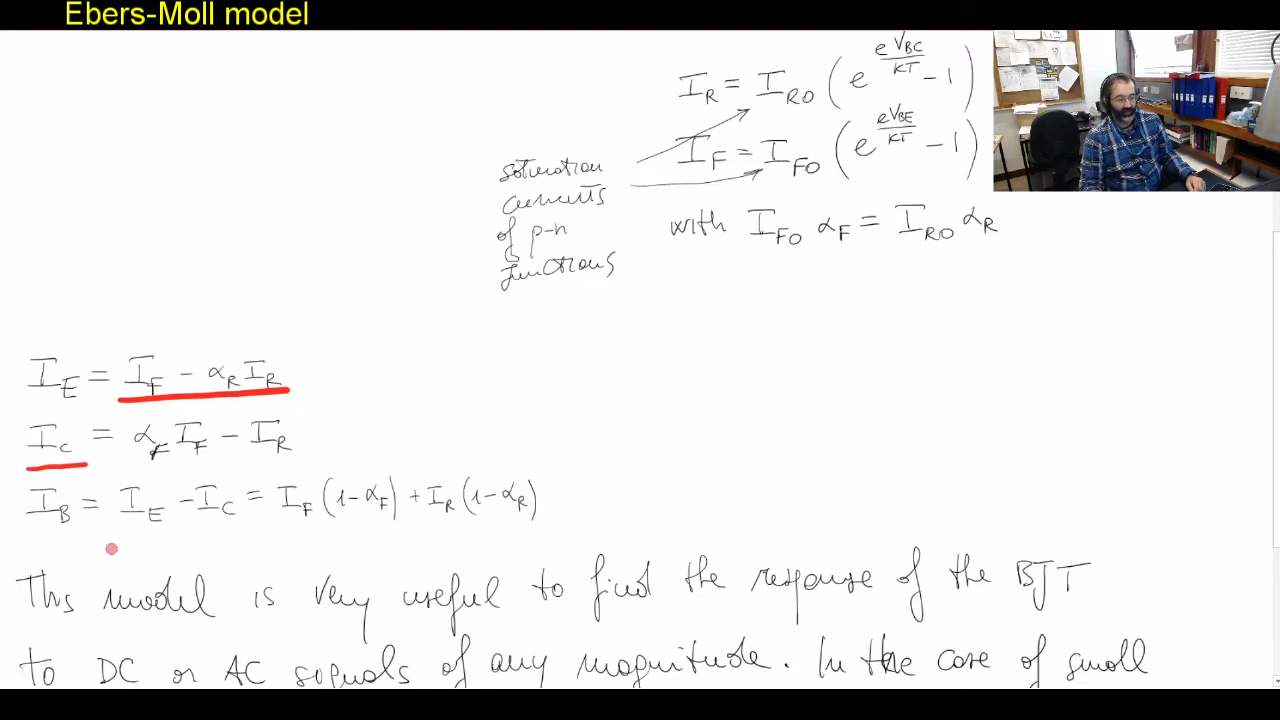 Ebers-Moll model
I_R = I_R0 (e^(eV_BC/KT) - 1)
I_F = I_F0 (e^(eV_BE/KT) - 1)
saturation
currents
of p-n
junctions
with I_F0 α_F = I_R0 α_R
I_E = I_F - α_R I_R
I_C = α_F I_F - I_R
I_B = I_E - I_C = I_F (1-α_F) + I_R (1-α_R)
This model is very useful to find the response of the BJT
to DC or AC signals of any magnitude. In the case of small